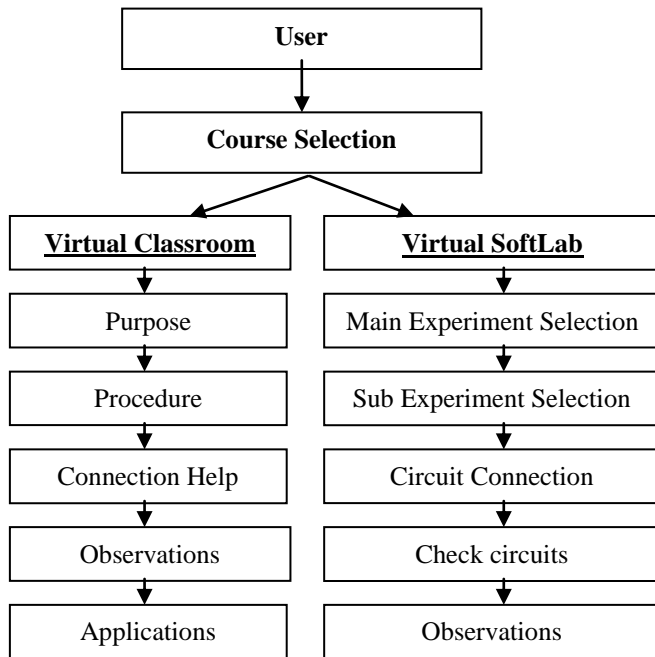 User
Course Selection
Virtual Classroom
Purpose
Procedure
Connection Help
Observations
Applications
Virtual SoftLab
Main Experiment Selection
Sub Experiment Selection
Circuit Connection
Check circuits
Observations